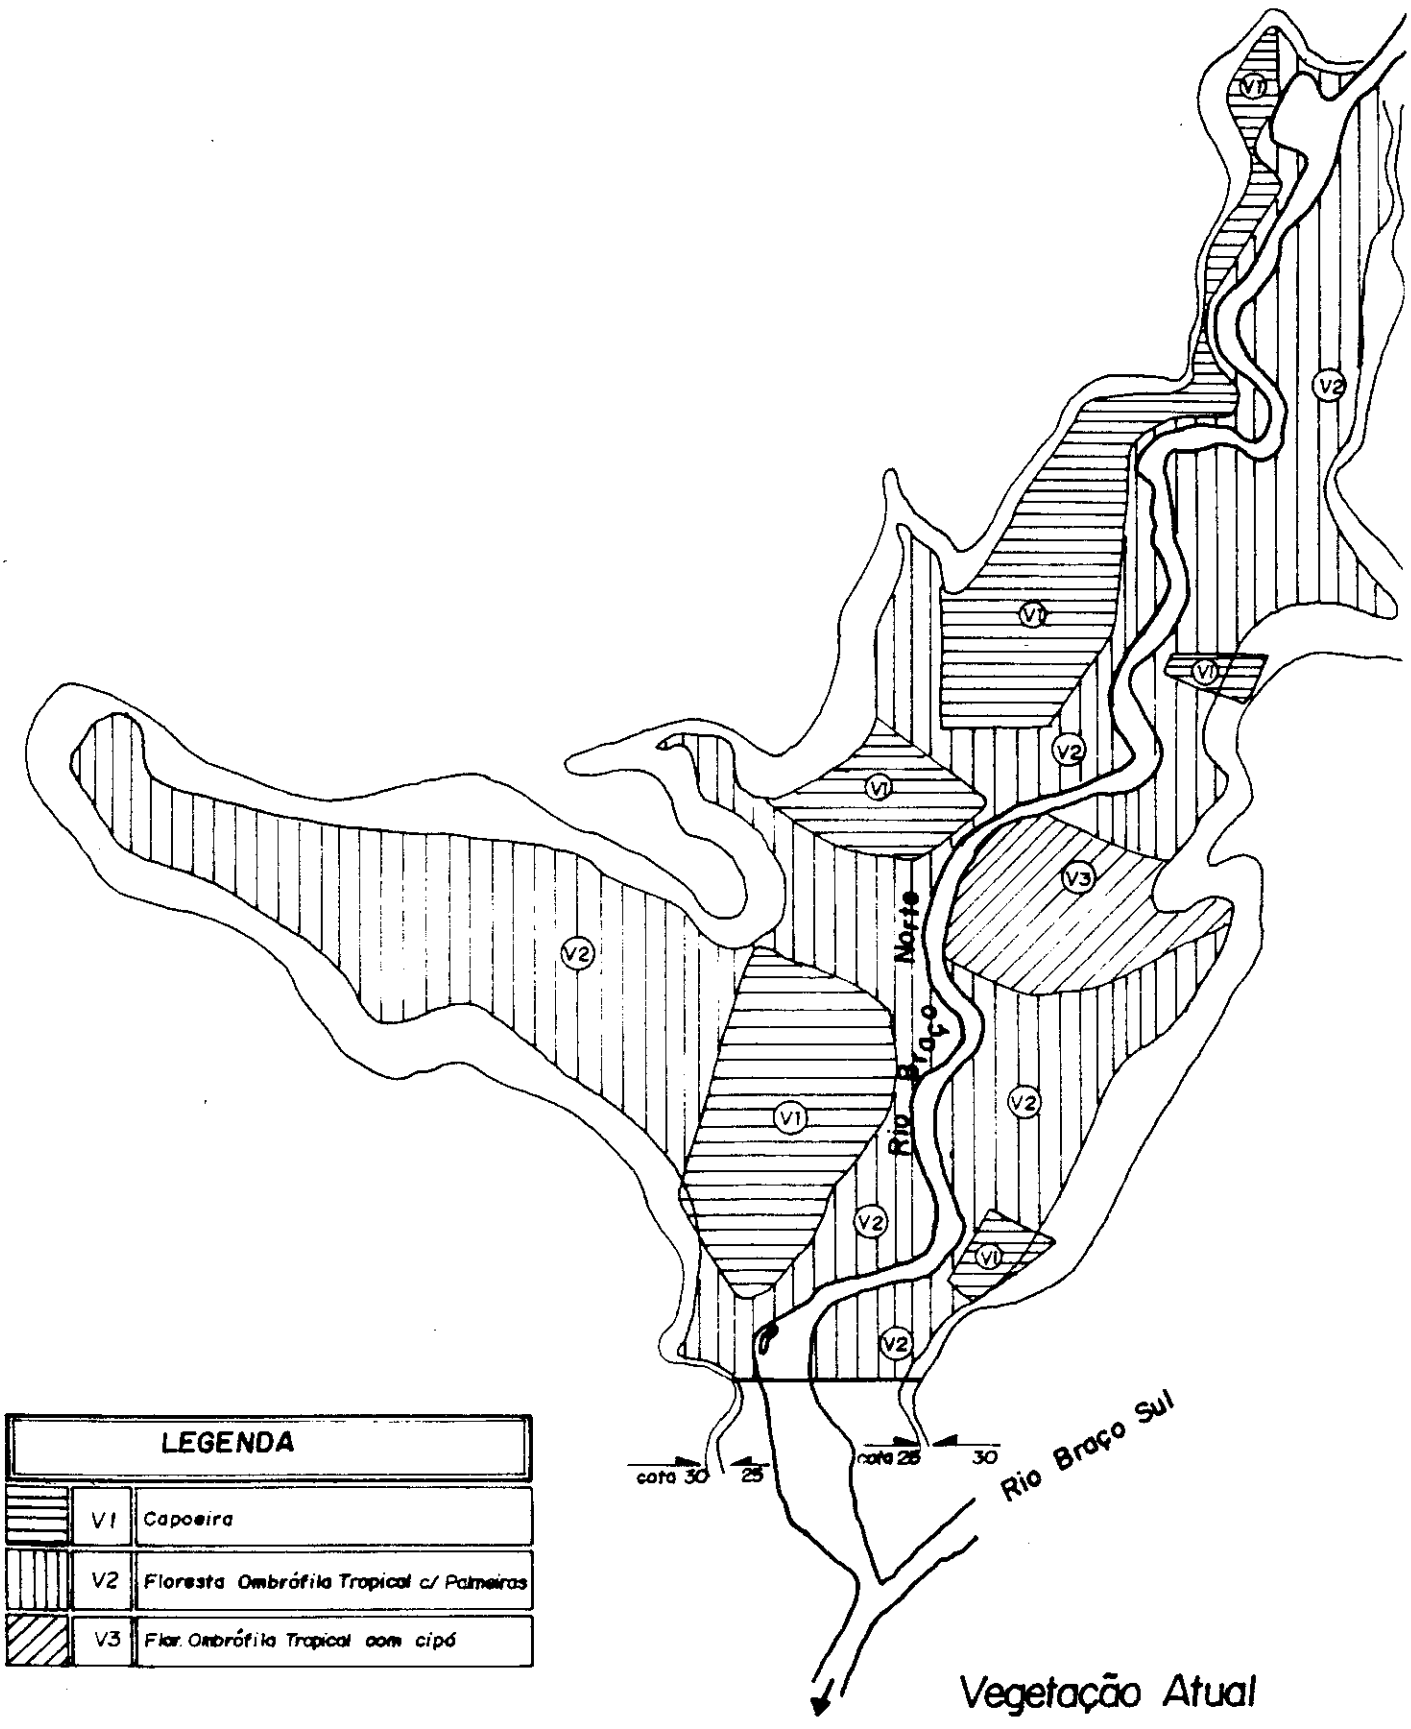 V1
V2
V1
V1
V2
V1
V3
V2
Rio Braço Norte
V2
V1
V2
V1
V2
cota 30
25
cota 25
30
Rio Braço Sul
LEGENDA
V1 Capoeira
V2 Floresta Ombrófila Tropical c/ Palmeiras
V3 Flor. Ombrófila Tropical com cipó
Vegetação Atual